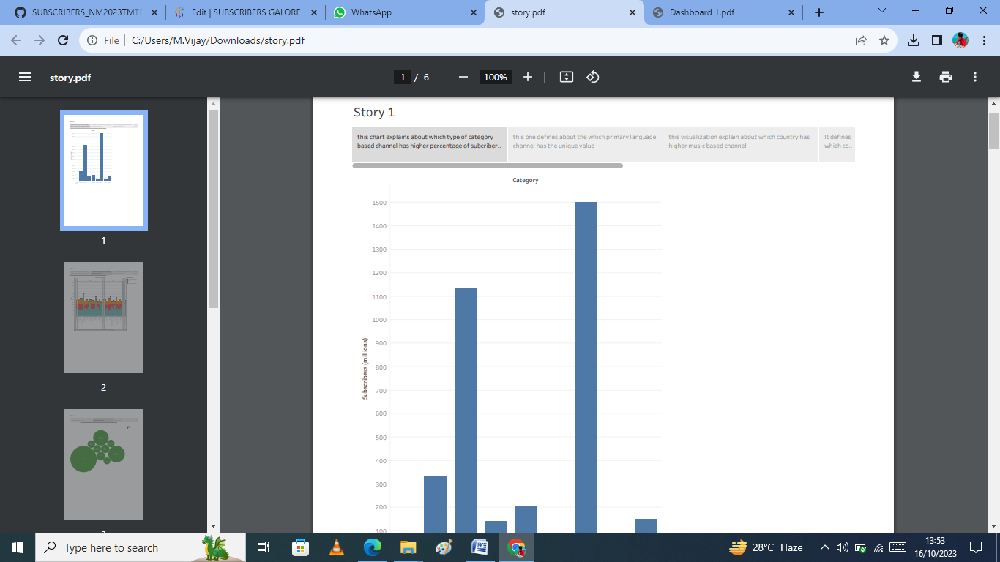 SUBSCRIBERS_NM2023TMT
Edit | SUBSCRIBERS GALORE
WhatsApp
story.pdf
Dashboard 1.pdf
File
C:/Users/M.Vijay/Downloads/story.pdf
story.pdf
1 / 6
100%
Story 1
this chart explains about which type of category
based channel has higher percentage of subcriber..
this one defines about the which primary language
channel has the unique value
this visualization explain about which country has
higher music based channel
It defines
which co..
Category
1500
1400
1300
1200
1100
1000
900
800
700
600
500
400
300
200
100
Subscribers (millions)
1
2
Type here to search
28°C Haze
13:53
16/10/2023